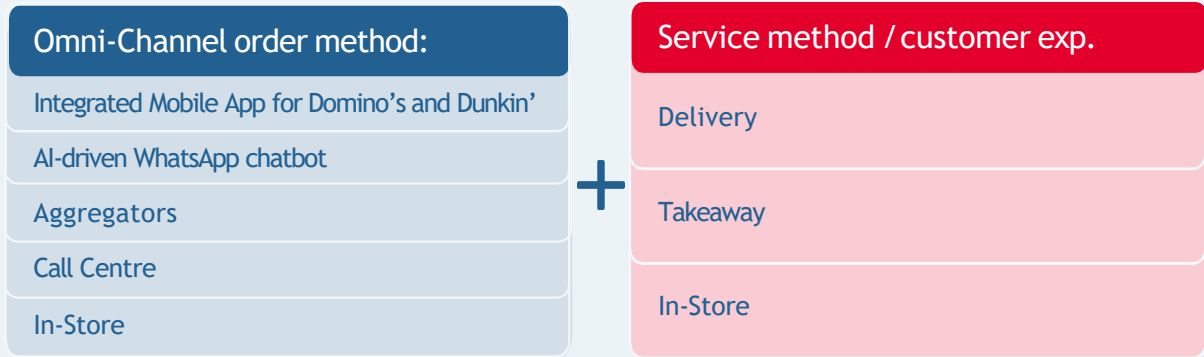 Omni-Channel order method:
Integrated Mobile App for Domino’s and Dunkin’
AI-driven WhatsApp chatbot
Aggregators
Call Centre
In-Store
+
Service method / customer exp.
Delivery
Takeaway
In-Store